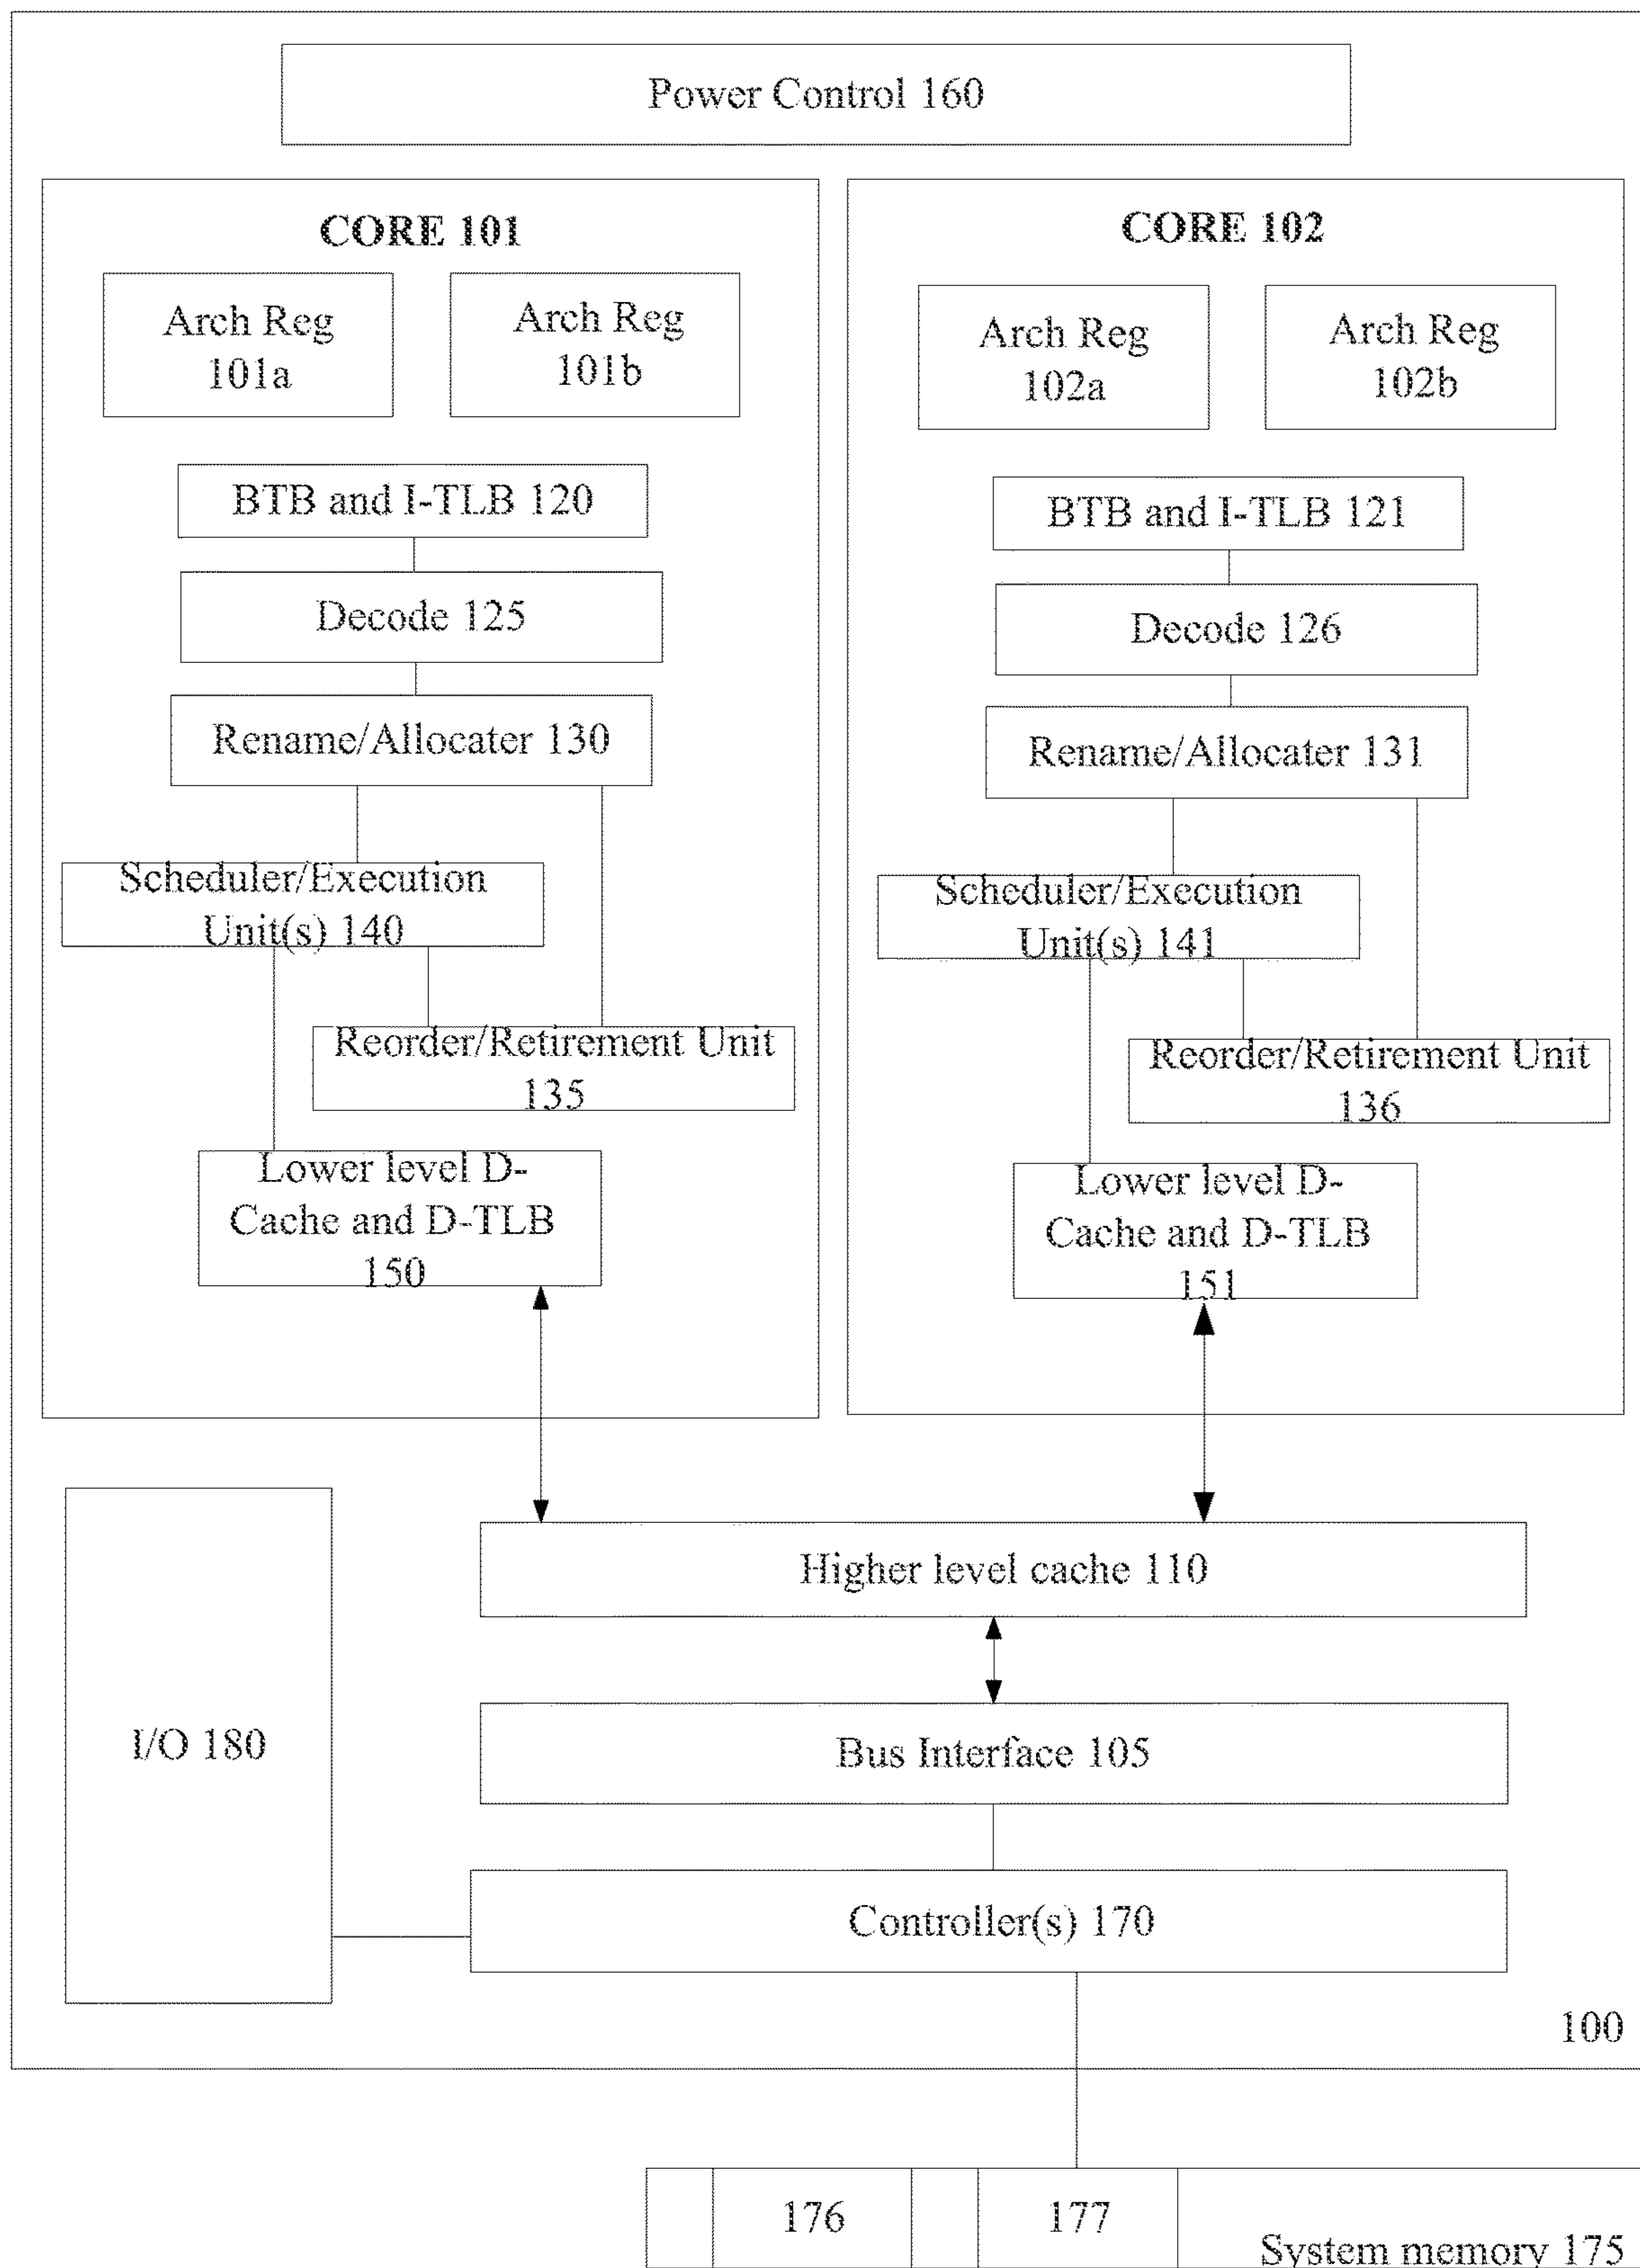 Power Control 160
CORE 101
Arch Reg
101a
Arch Reg
101b
BTB and I-TLB 120
Decode 125
Rename/Allocater 130
Scheduler/Execution
Unit(s) 140
Reorder/Retirement Unit
135
Lower level D-
Cache and D-TLB
150
CORE 102
Arch Reg
102a
Arch Reg
102b
BTB and I-TLB 121
Decode 126
Rename/Allocater 131
Scheduler/Execution
Unit(s) 141
Reorder/Retirement Unit
136
Lower level D-
Cache and D-TLB
151
Higher level cache 110
I/O 180
Bus Interface 105
Controller(s) 170
100
176
177
System memory 175